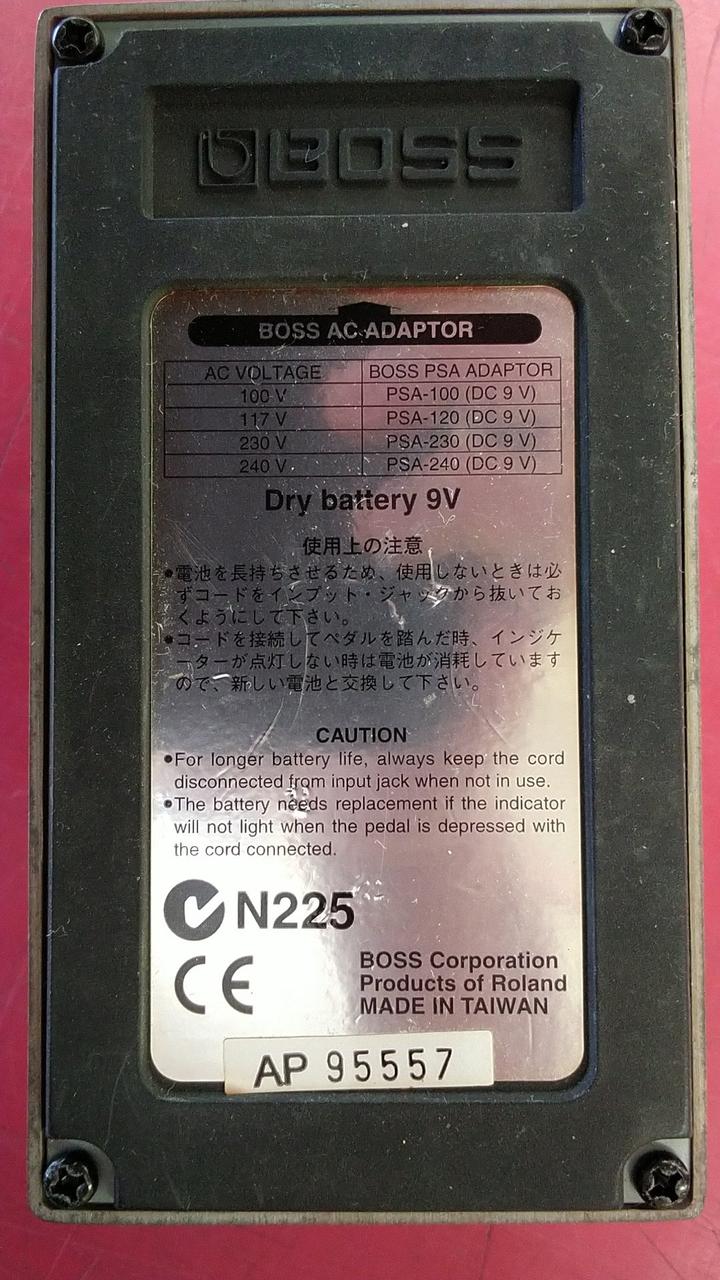 BOSS
BOSS AC ADAPTOR
AC VOLTAGE BOSS PSA ADAPTOR
100 V PSA-100 (DC 9 V)
117 V PSA-120 (DC 9 V)
230 V PSA-230 (DC 9 V)
240 V PSA-240 (DC 9 V)
Dry battery 9V
使用上の注意
●電池を長持ちさせるため、使用しないときは必
ずコードをインプット・ジャックから抜いてお
くようにして下さい。
●コードを接続してペダルを踏んだ時、インジケ
ーターが点灯しない時は電池が消耗しています
ので、新しい電池と交換して下さい。
CAUTION
●For longer battery life, always keep the cord
disconnected from input jack when not in use.
●The battery needs replacement if the indicator
will not light when the pedal is depressed with
the cord connected.
N225
CE
BOSS Corporation
Products of Roland
MADE IN TAIWAN
AP 95557